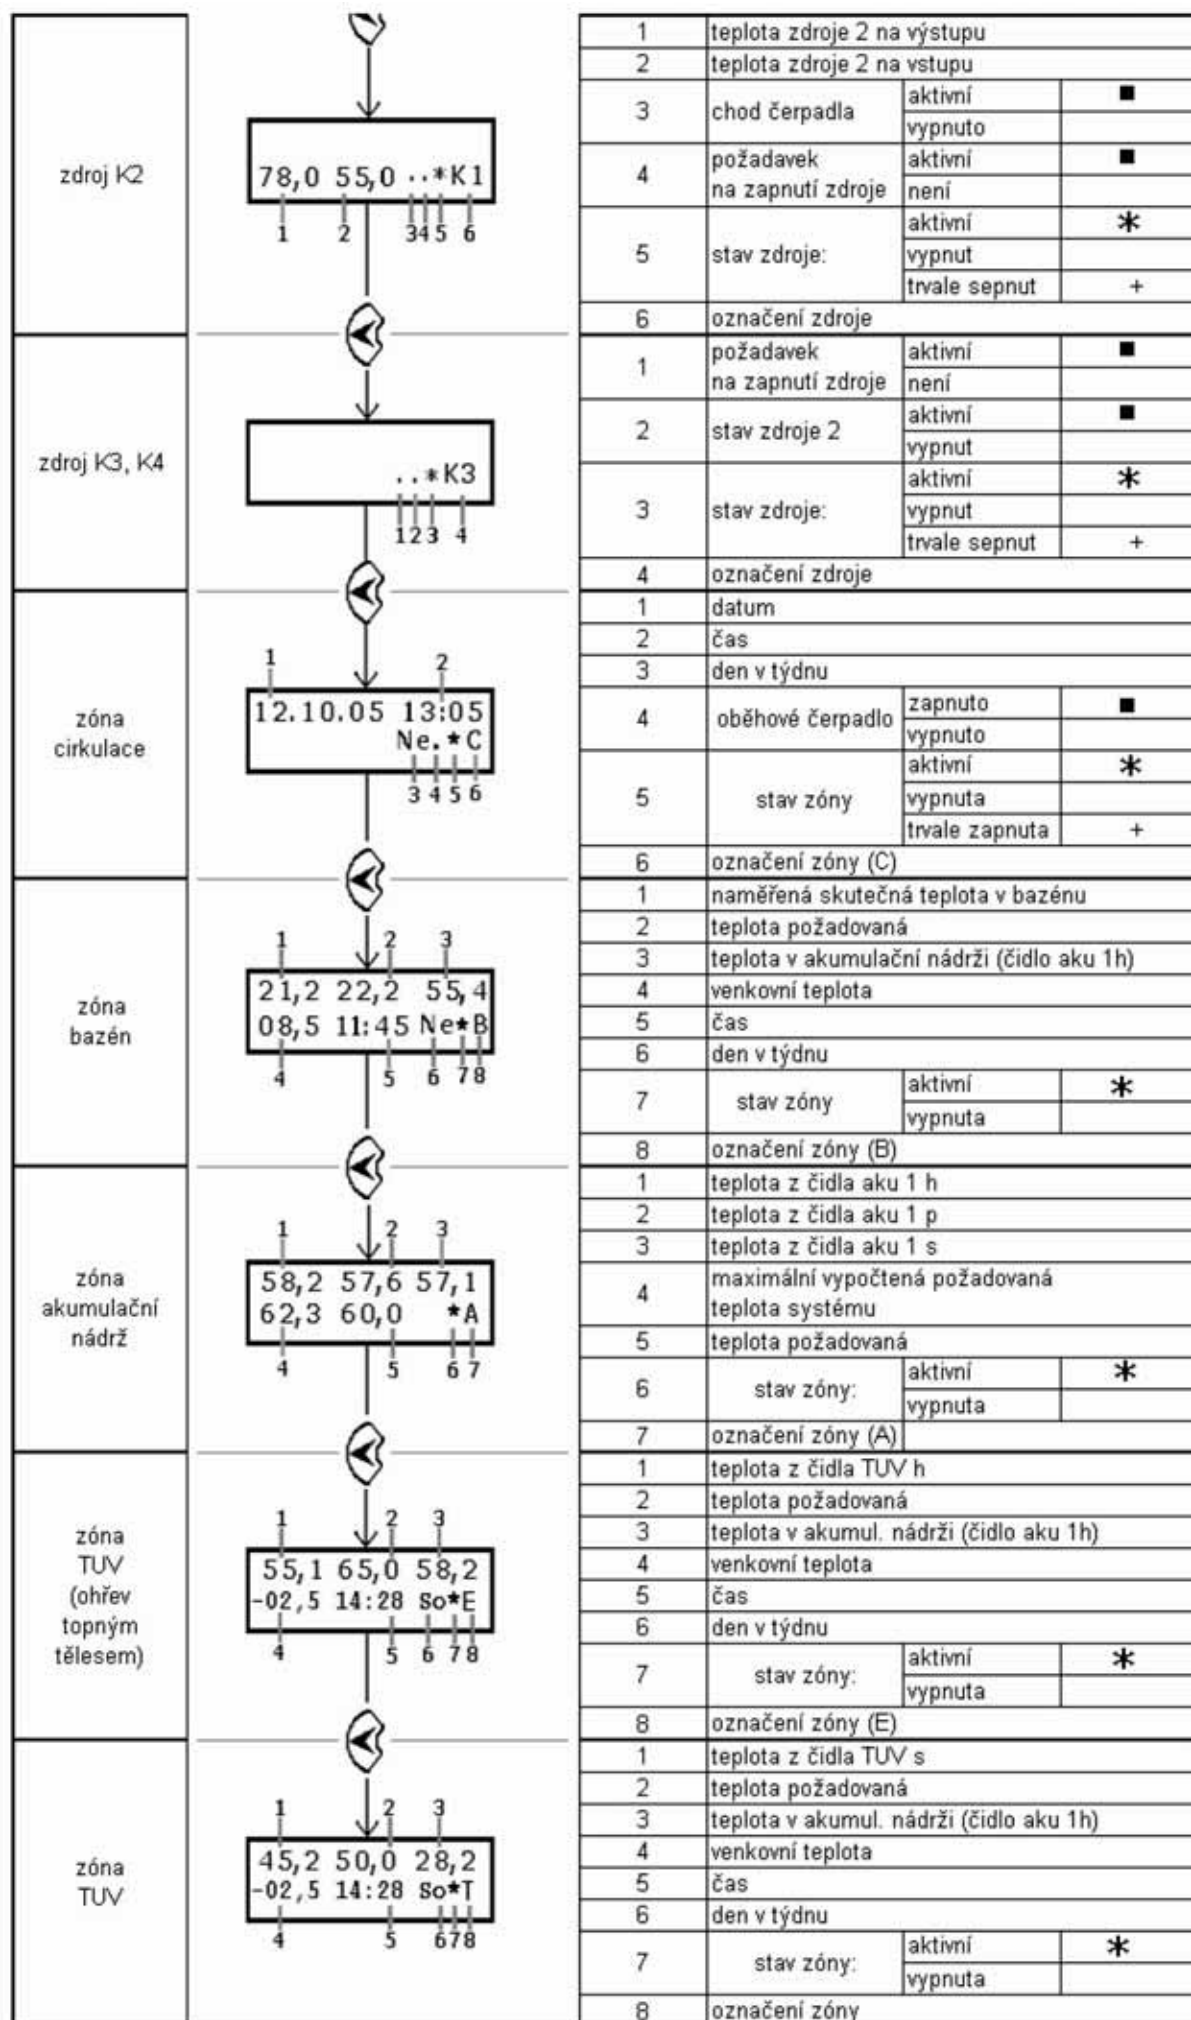 zdroj K2
78,0 55,0 ..*K1
1 2 3 4 5 6
1 teplota zdroje 2 na výstupu
2 teplota zdroje 2 na vstupu
3 chod čerpadla aktivní ■
vypnuto
4 požadavek na zapnutí zdroje aktivní ■
není
5 stav zdroje: aktivní *
vypnut
trvale sepnut +
6 označení zdroje
zdroj K3, K4
..*K3
1 2 3 4
1 požadavek na zapnutí zdroje aktivní ■
není
2 stav zdroje 2 aktivní ■
vypnut
3 stav zdroje: aktivní *
vypnut
trvale sepnut +
4 označení zdroje
zóna
cirkulace
1 2
12.10.05 13:05
Ne.*C
3 4 5 6
1 datum
2 čas
3 den v týdnu
4 oběhové čerpadlo zapnuto ■
vypnuto
5 stav zóny aktivní *
vypnuta
trvale zapnuta +
6 označení zóny (C)
zóna
bazén
1 2 3
21,2 22,2 55,4
08,5 11:45 Ne*B
4 5 6 7 8
1 naměřená skutečná teplota v bazénu
2 teplota požadovaná
3 teplota v akumulační nádrži (čidlo aku 1h)
4 venkovní teplota
5 čas
6 den v týdnu
7 stav zóny aktivní *
vypnuta
8 označení zóny (B)
zóna
akumulační
nádrž
1 2 3
58,2 57,6 57,1
62,3 60,0 *A
4 5 6 7
1 teplota z čidla aku 1 h
2 teplota z čidla aku 1 p
3 teplota z čidla aku 1 s
4 maximální vypočtená požadovaná
teplota systému
5 teplota požadovaná
6 stav zóny: aktivní *
vypnuta
7 označení zóny (A)
zóna
TUV
(ohřev
topným
tělesem)
1 2 3
55,1 65,0 58,2
-02,5 14:28 So*E
4 5 6 7 8
1 teplota z čidla TUV h
2 teplota požadovaná
3 teplota v akumul. nádrži (čidlo aku 1h)
4 venkovní teplota
5 čas
6 den v týdnu
7 stav zóny: aktivní *
vypnuta
8 označení zóny (E)
zóna
TUV
1 2 3
45,2 50,0 28,2
-02,5 14:28 So*T
4 5 6 7 8
1 teplota z čidla TUV s
2 teplota požadovaná
3 teplota v akumul. nádrži (čidlo aku 1h)
4 venkovní teplota
5 čas
6 den v týdnu
7 stav zóny: aktivní *
vypnuta
8 označení zóny